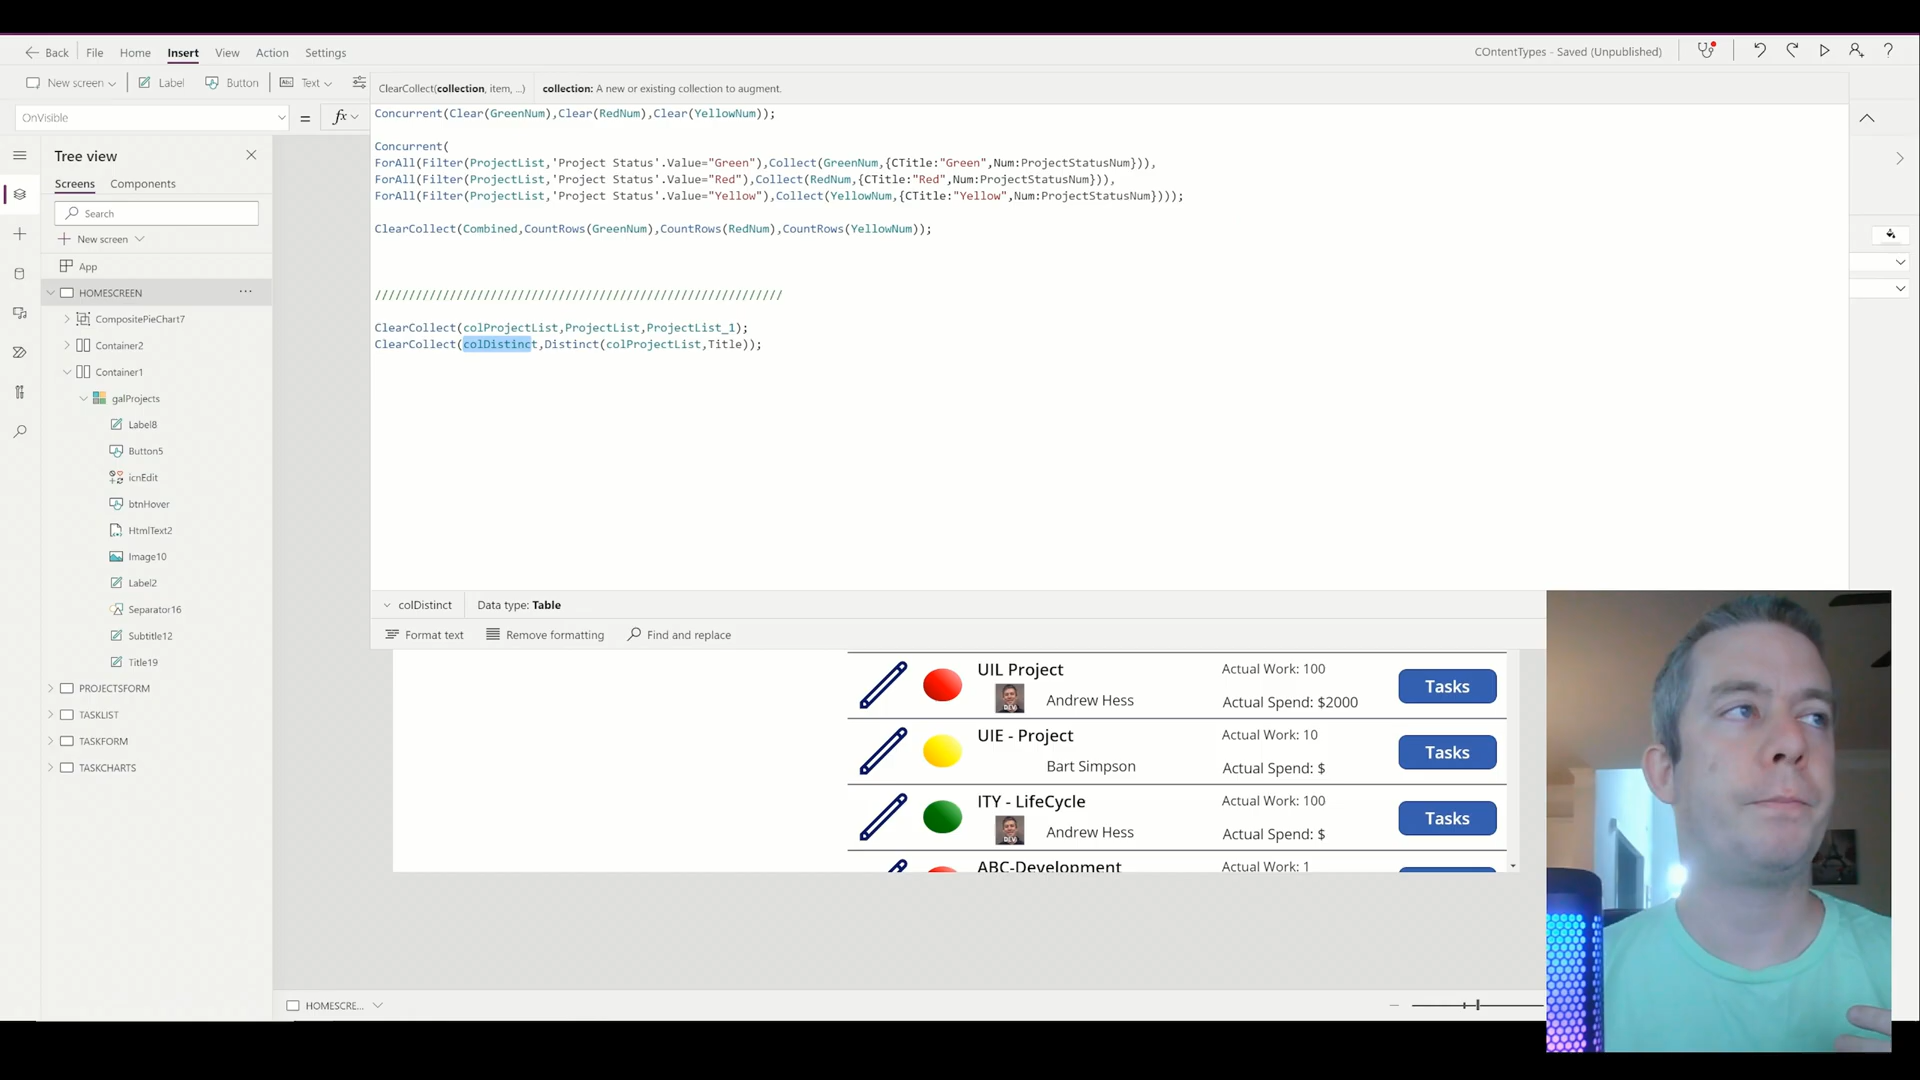 Back File Home Insert View Action Settings
COntentTypes - Saved (Unpublished)
New screen Label Button Text
ClearCollect(collection, item, ...) collection: A new or existing collection to augment.
OnVisible = fx
Concurrent(Clear(GreenNum),Clear(RedNum),Clear(YellowNum));
Concurrent(
ForAll(Filter(ProjectList,'Project Status'.Value="Green"),Collect(GreenNum,{CTitle:"Green",Num:ProjectStatusNum})),
ForAll(Filter(ProjectList,'Project Status'.Value="Red"),Collect(RedNum,{CTitle:"Red",Num:ProjectStatusNum})),
ForAll(Filter(ProjectList,'Project Status'.Value="Yellow"),Collect(YellowNum,{CTitle:"Yellow",Num:ProjectStatusNum})));
ClearCollect(Combined,CountRows(GreenNum),CountRows(RedNum),CountRows(YellowNum));
////////////////////////////////////////////////////////////
ClearCollect(colProjectList,ProjectList,ProjectList_1);
ClearCollect(colDistinct,Distinct(colProjectList,Title));
colDistinct Data type: Table
Format text Remove formatting Find and replace
Tree view
Screens Components
Search
New screen
App
HOMESCREEN ...
CompositePieChart7
Container2
Container1
galProjects
Label8
Button5
icnEdit
btnHover
HtmlText2
Image10
Label2
Separator16
Subtitle12
Title19
PROJECTSFORM
TASKLIST
TASKFORM
TASKCHARTS
UIL Project Actual Work: 100
Andrew Hess Actual Spend: $2000
Tasks
UIE - Project Actual Work: 10
Bart Simpson Actual Spend: $
Tasks
ITY - LifeCycle Actual Work: 100
Andrew Hess Actual Spend: $
Tasks
ABC-Development Actual Work: 1
HOMESCRE...